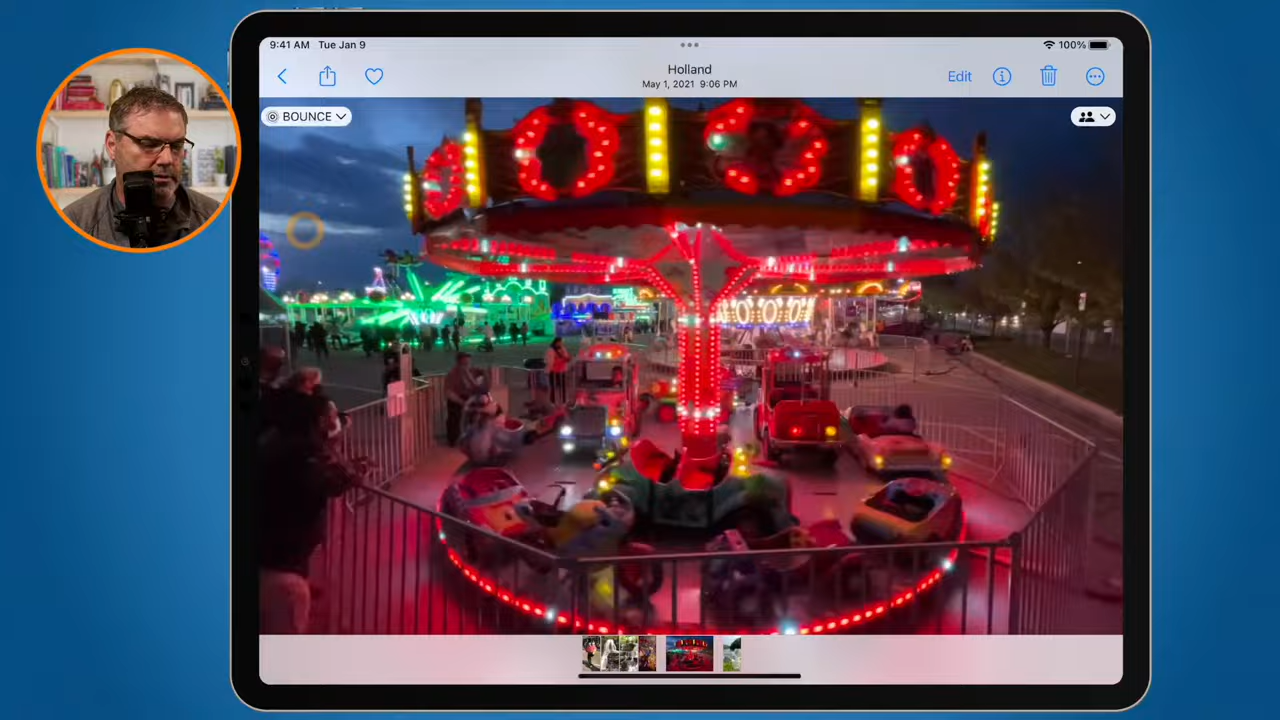 9:41 AM Tue Jan 9
100%
Holland
May 1, 2021 9:06 PM
Edit
BOUNCE